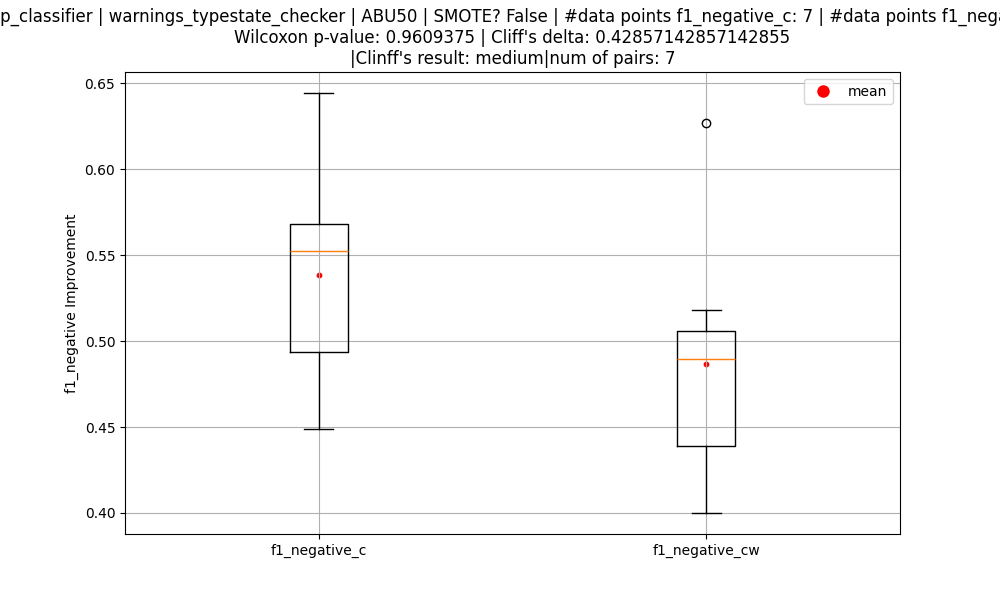 p_classifier | warnings_typestate_checker | ABU50 | SMOTE? False | #data points f1_negative_c: 7 | #data points f1_neg
Wilcoxon p-value: 0.9609375 | Cliff's delta: 0.42857142857142855
|Clinff's result: medium|num of pairs: 7
mean
0.65
0.60
0.55
0.50
0.45
0.40
f1_negative Improvement
f1_negative_c
f1_negative_cw